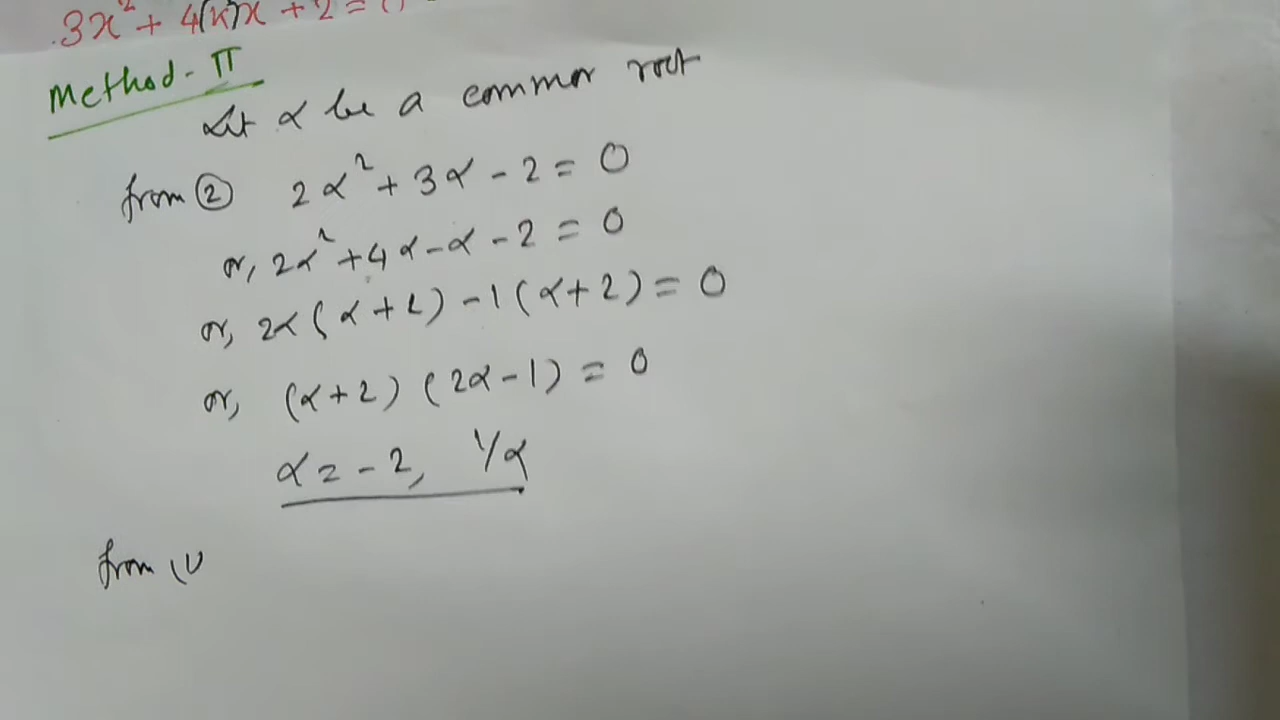 3x² + 4(k)x + 2 = 0
Method - II
Let α be a common root
from ② 2α² + 3α - 2 = 0
or, 2α² + 4α - α - 2 = 0
or, 2α(α + 2) - 1(α + 2) = 0
or, (α + 2) (2α - 1) = 0
α = -2, 1/α
from (1)